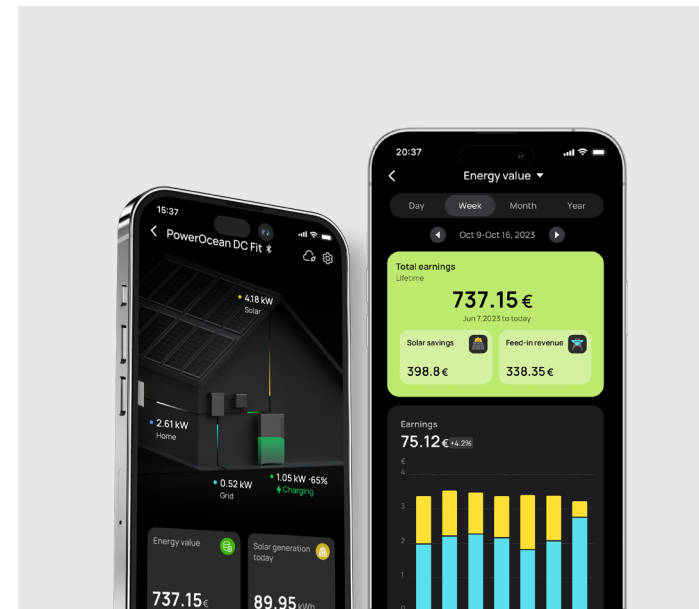 15:37
PowerOcean DC Fit
4.18 kW
Solar
2.61 kW
Home
0.52 kW
Grid
1.05 kW ·65%
Charging
Energy value
737.15€
Solar generation
today
89.95 kWh
20:37
Energy value
Day Week Month Year
Oct 9-Oct 16, 2023
Total earnings
Lifetime
737.15 €
Jun 7,2023 to today
Solar savings
398.8 €
Feed-in revenue
338.35 €
Earnings
75.12 € +4.2%
€
4
3
2
1
0